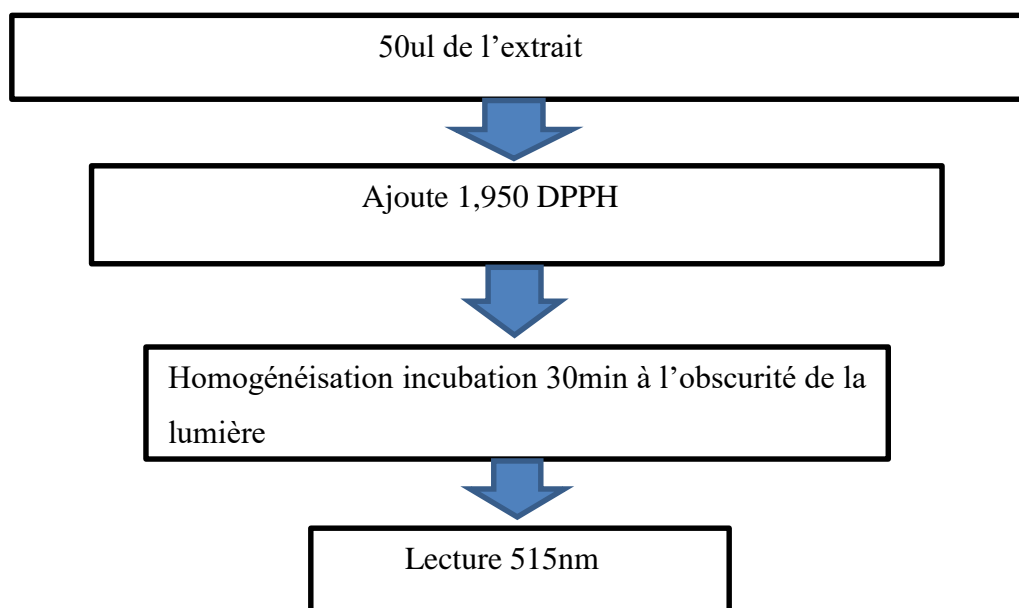 50ul de l’extrait
Ajoute 1,950 DPPH
Homogénéisation incubation 30min à l’obscurité de la
lumière
Lecture 515nm